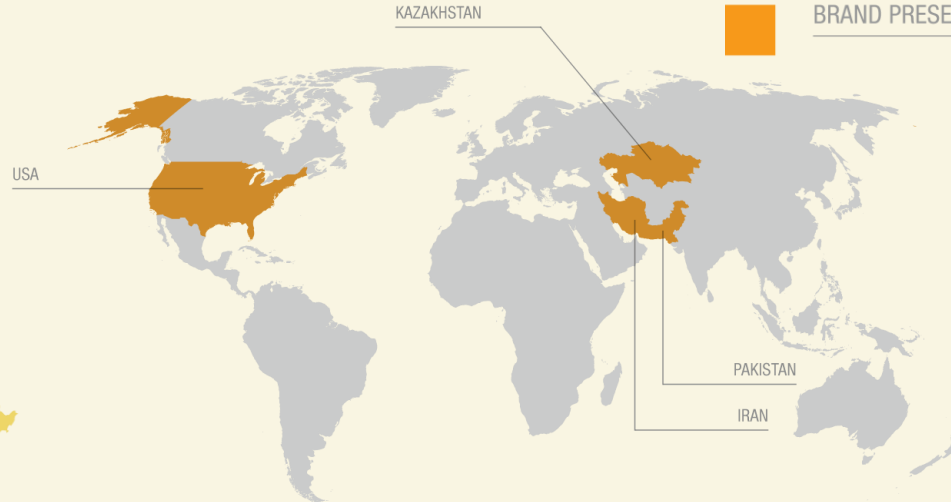 KAZAKHSTAN
BRAND PRESE
USA
PAKISTAN
IRAN